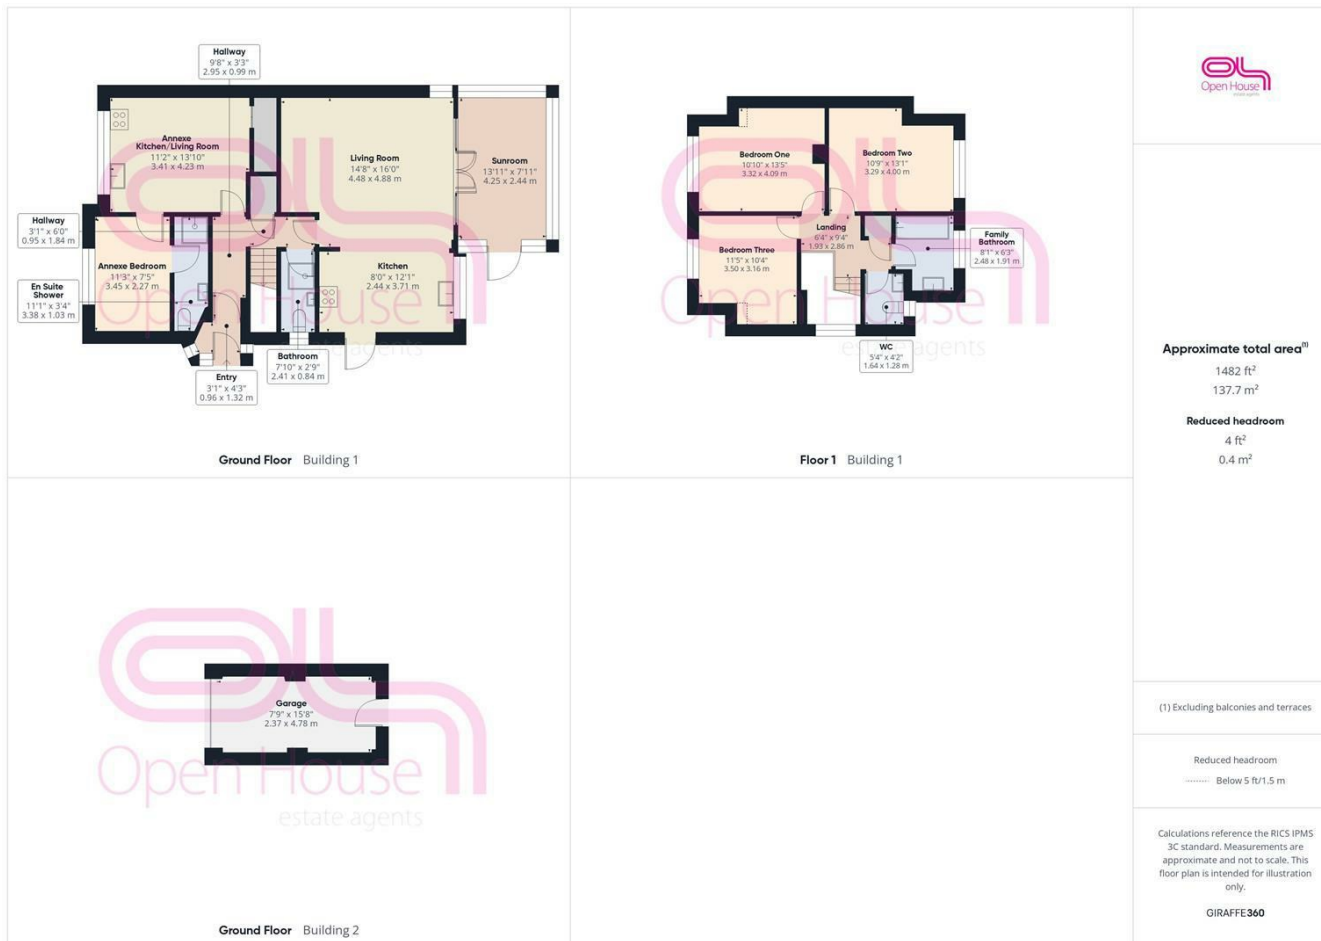 Hallway
9'8" x 3'3"
2.95 x 0.99 m
Annexe
Kitchen/Living Room
11'2" x 13'10"
3.41 x 4.23 m
Living Room
14'8" x 16'0"
4.48 x 4.88 m
Sunroom
13'11" x 7'11"
4.25 x 2.44 m
Hallway
3'1" x 6'0"
0.95 x 1.84 m
Annexe Bedroom
11'3" x 7'5"
3.45 x 2.27 m
En Suite
Shower
11'1" x 3'4"
3.38 x 1.03 m
Kitchen
8'0" x 12'1"
2.44 x 3.71 m
Bathroom
7'10" x 2'9"
2.41 x 0.84 m
Entry
3'1" x 4'3"
0.96 x 1.32 m
Open House
estate agents
Ground Floor Building 1
Bedroom One
10'10" x 13'5"
3.32 x 4.09 m
Bedroom Two
10'9" x 13'1"
3.29 x 4.00 m
Landing
6'4" x 9'4"
1.93 x 2.86 m
Family
Bathroom
8'1" x 6'3"
2.48 x 1.91 m
Bedroom Three
11'5" x 10'4"
3.50 x 3.16 m
WC
5'4" x 4'2"
1.64 x 1.28 m
Open House
estate agents
Floor 1 Building 1
Garage
7'9" x 15'8"
2.37 x 4.78 m
Open House
estate agents
Ground Floor Building 2
Open House
estate agents
Approximate total area(1)
1482 ft²
137.7 m²
Reduced headroom
4 ft²
0.4 m²
(1) Excluding balconies and terraces
Reduced headroom
Below 5 ft/1.5 m
Calculations reference the RICS IPMS
3C standard. Measurements are
approximate and not to scale. This
floor plan is intended for illustration
only.
GIRAFFE360